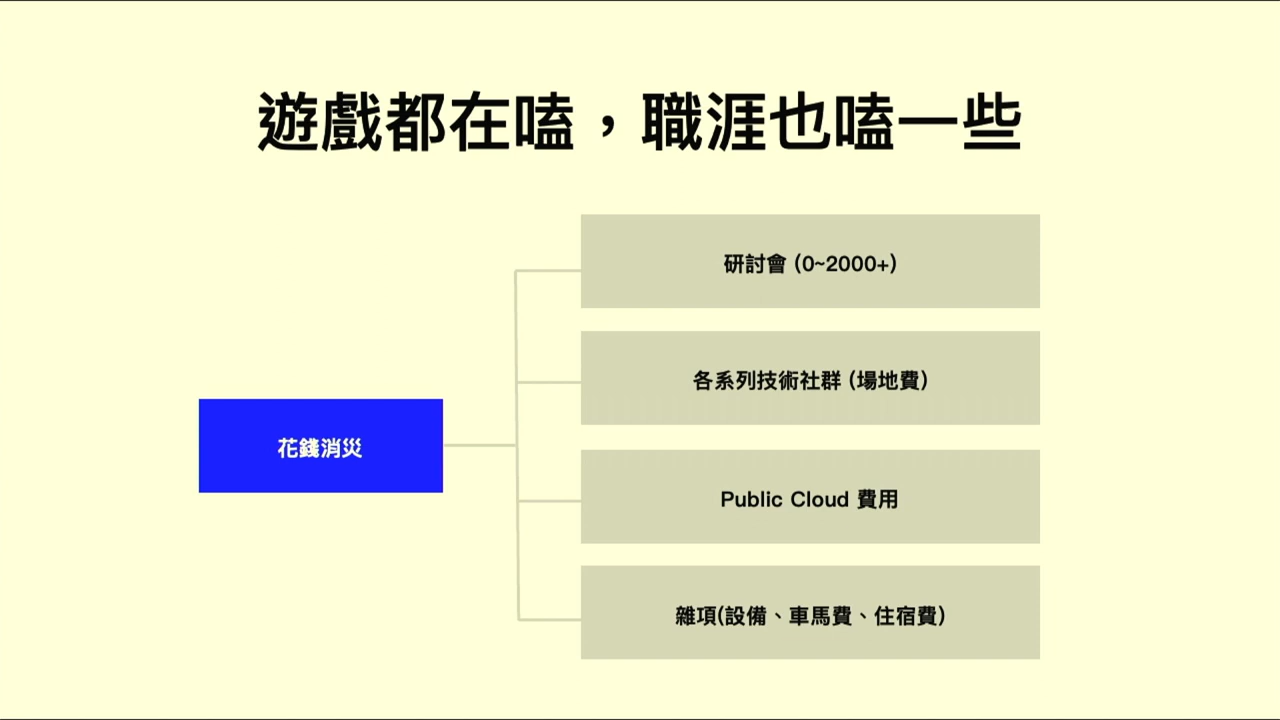 遊戲都在嗑，職涯也嗑一些
花錢消災
研討會 (0~2000+)
各系列技術社群 (場地費)
Public Cloud 費用
雜項(設備、車馬費、住宿費)